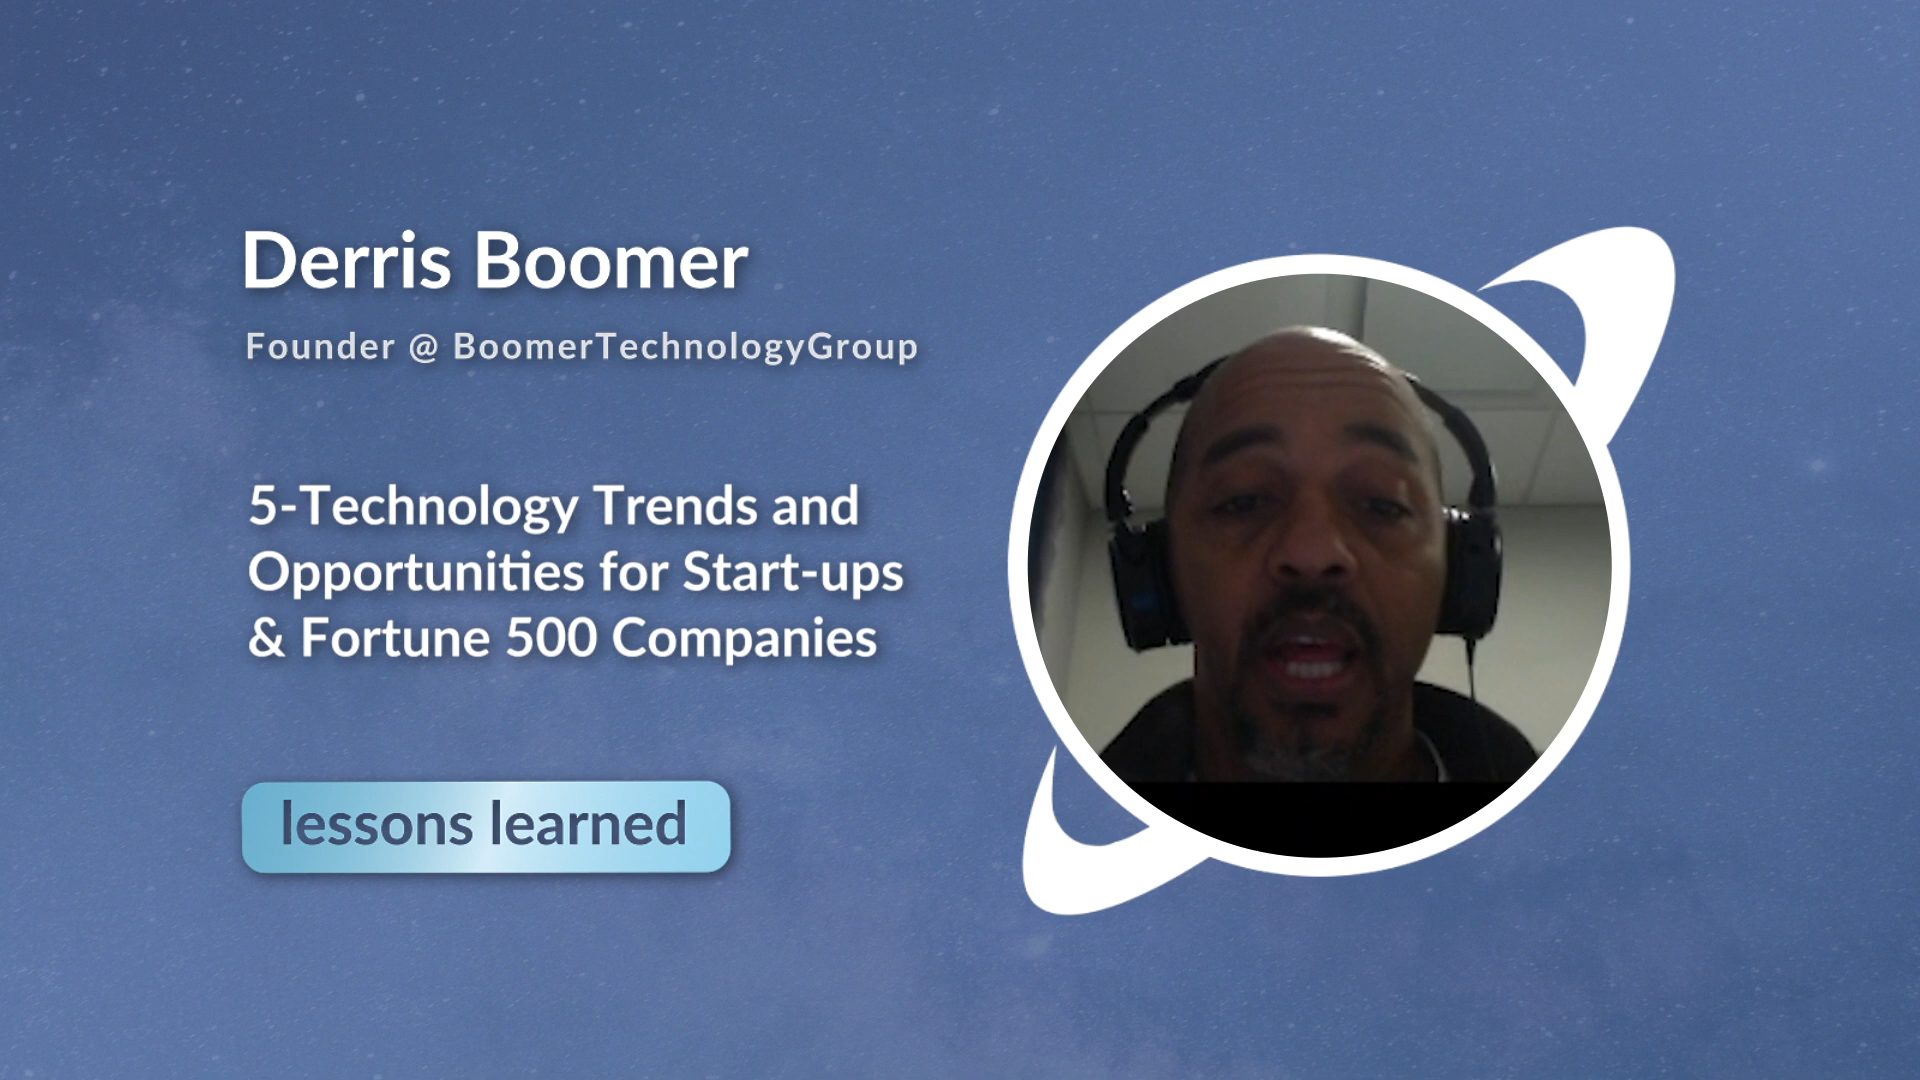 Derris Boomer
Founder @ BoomerTechnologyGroup
5-Technology Trends and
Opportunities for Start-ups
& Fortune 500 Companies
lessons learned